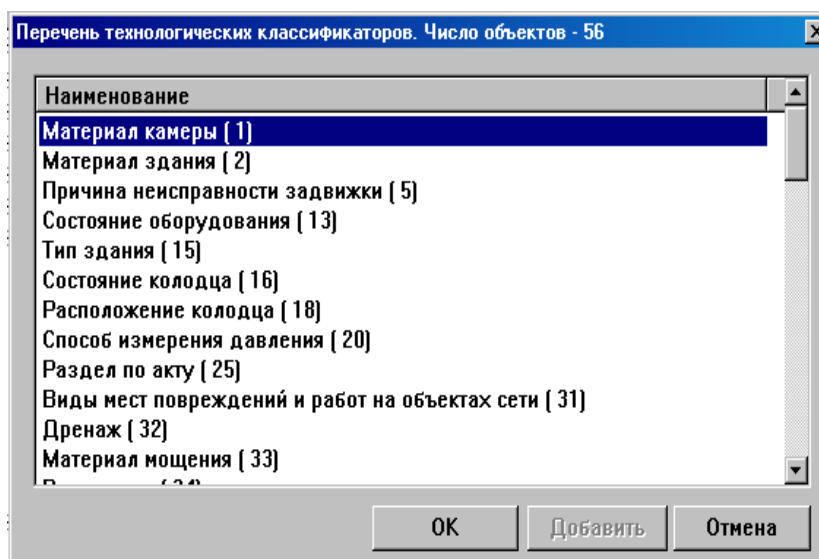 Перечень технологических классификаторов. Число объектов - 56
Наименование
Материал камеры ( 1)
Материал здания ( 2)
Причина неисправности задвижки ( 5)
Состояние оборудования ( 13)
Тип здания ( 15)
Состояние колодца ( 16)
Расположение колодца ( 18)
Способ измерения давления ( 20)
Раздел по акту ( 25)
Виды мест повреждений и работ на объектах сети ( 31)
Дренаж ( 32)
Материал мощения ( 33)
OK Добавить Отмена